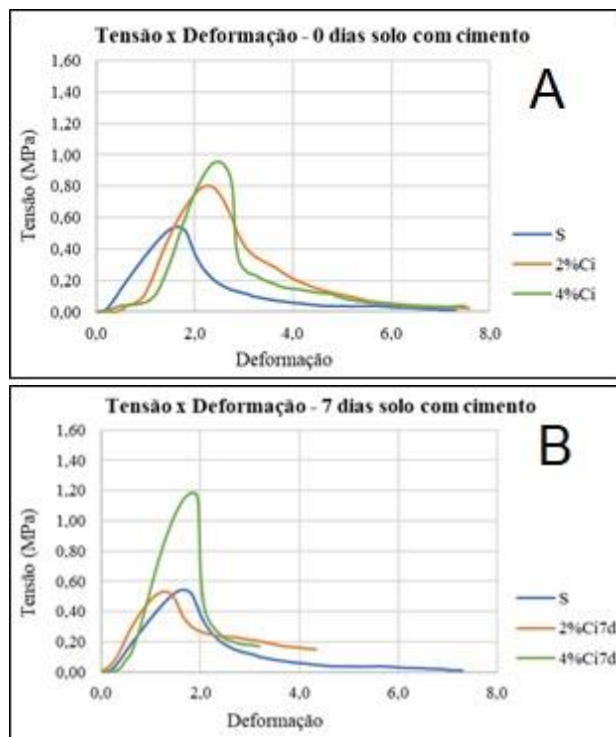 Tensão x Deformação - 0 dias solo com cimento
A
1,60
1,40
1,20
1,00
0,80
0,60
0,40
0,20
0,00
Tensão (MPa)
0,0 2,0 4,0 6,0 8,0
Deformação
S
2%Ci
4%Ci
Tensão x Deformação - 7 dias solo com cimento
B
1,60
1,40
1,20
1,00
0,80
0,60
0,40
0,20
0,00
Tensão (MPa)
0,0 2,0 4,0 6,0 8,0
Deformação
S
2%Ci7d
4%Ci7d